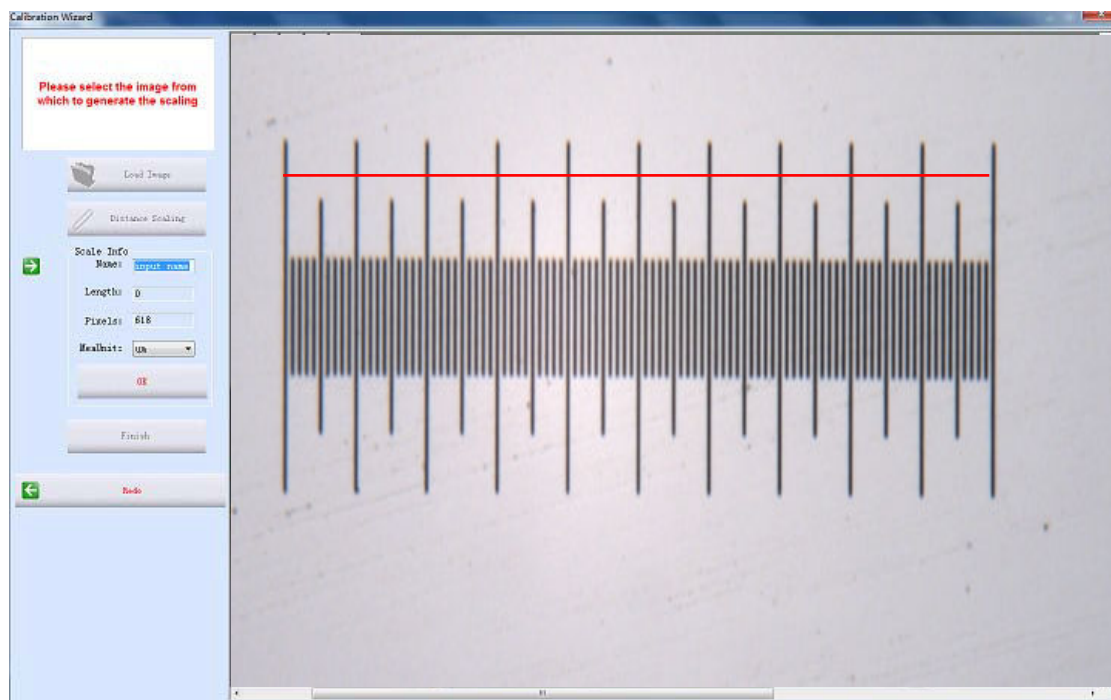 Calibration Wizard
Please select the image from
which to generate the scaling
Load Image
Distance Scaling
Scale Info
Name: input name
Length: 0
Pixels: 618
MeaUnit: um
OK
Finish
Redo